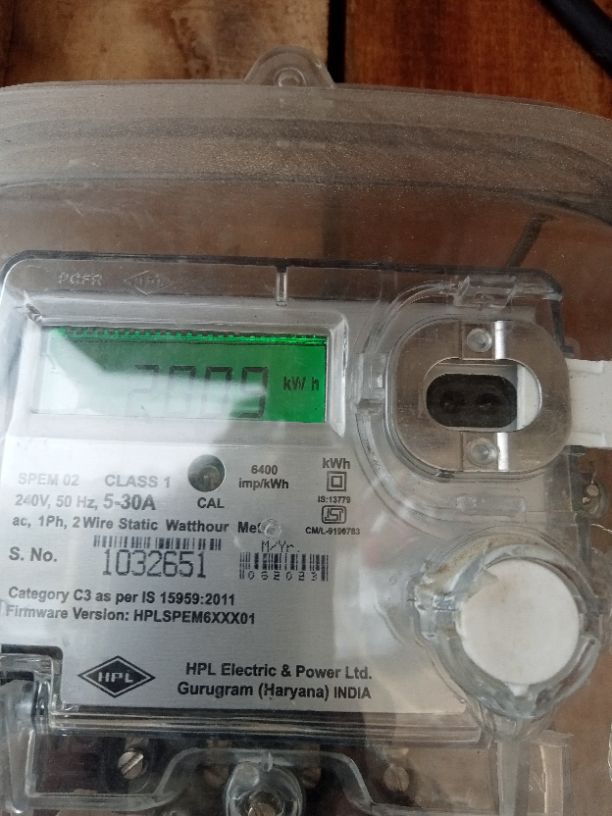 2009
kW h
SPEM 02 CLASS 1
6400
imp/kWh
kWh
240V, 50 Hz, 5-30A
CAL
IS:13779
ac, 1Ph, 2 Wire Static Watthour
S. No. 1032651
M/Yr.
062023
Category C3 as per IS 15959:2011
Firmware Version: HPLSPEM6XXX01
HPL
HPL Electric & Power Ltd.
Gurugram (Haryana) INDIA